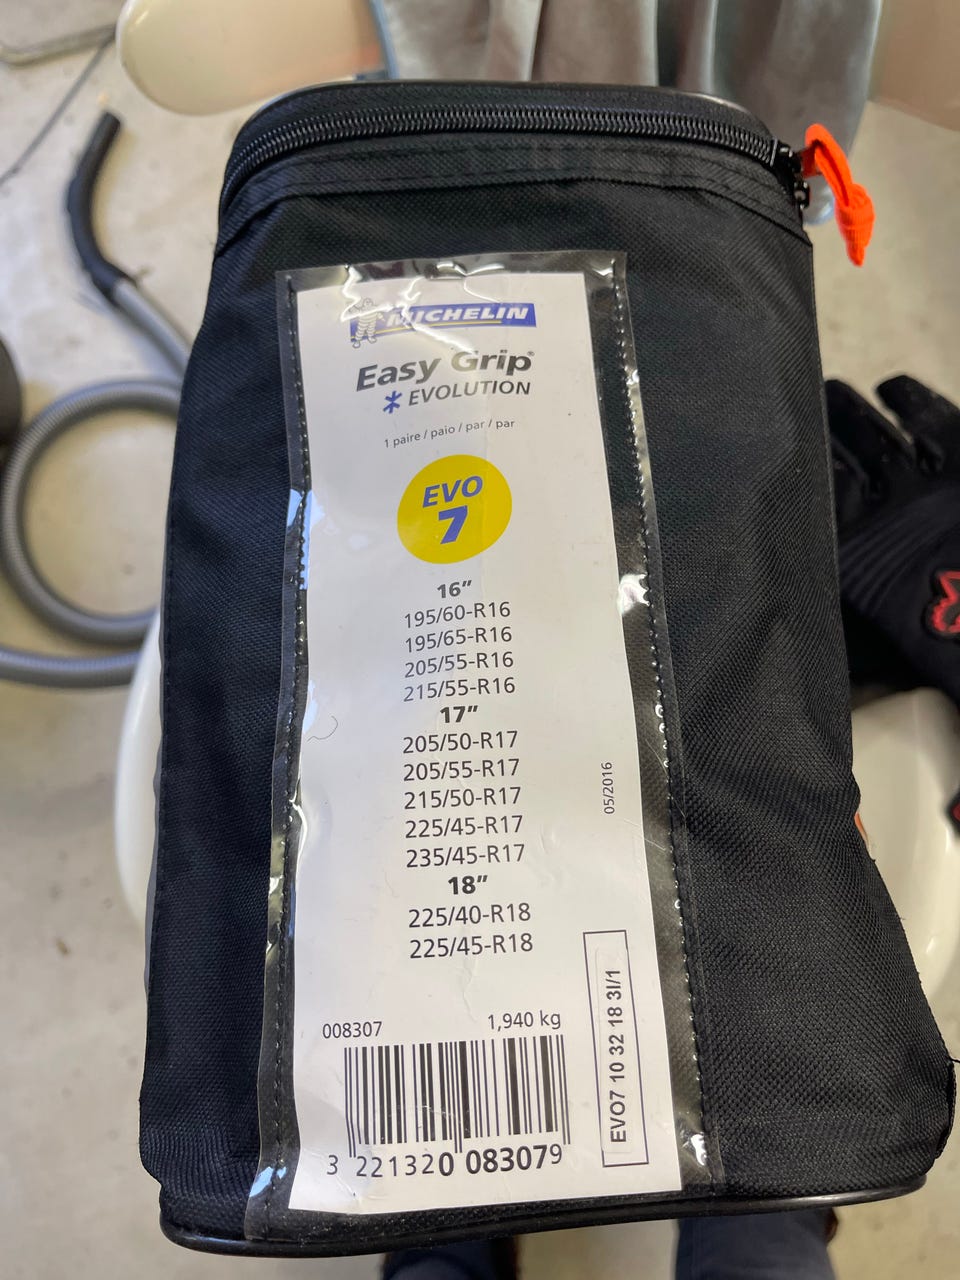 MICHELIN
Easy Grip®
* EVOLUTION
1 paire / paio / par / par
EVO
7
16”
195/60-R16
195/65-R16
205/55-R16
215/55-R16
17”
205/50-R17
205/55-R17
215/50-R17
225/45-R17
235/45-R17
18”
225/40-R18
225/45-R18
05/2016
008307 1,940 kg
3 221320 083079
EVO7 10 32 18 3I/1